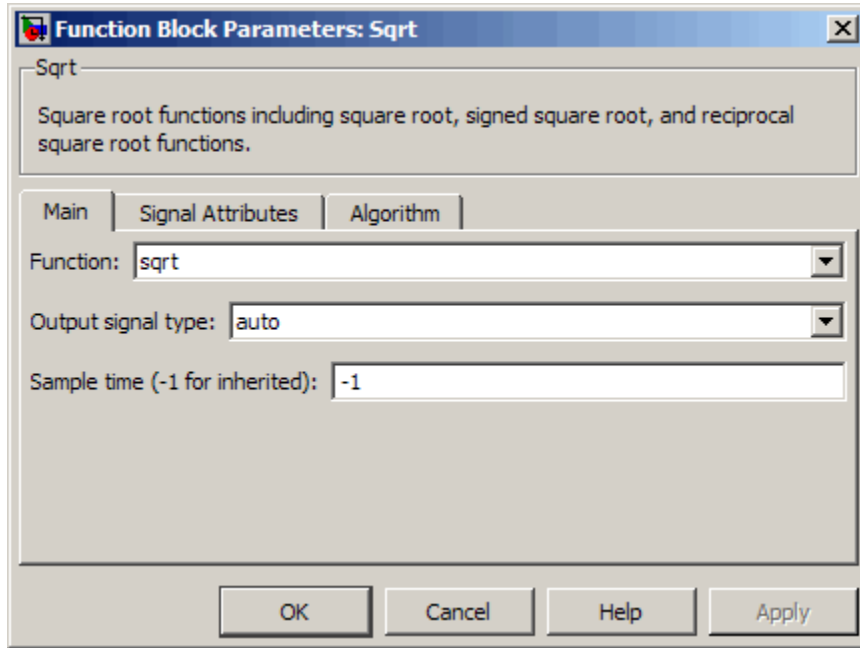 Function Block Parameters: Sqrt
Sqrt
Square root functions including square root, signed square root, and reciprocal
square root functions.
Main Signal Attributes Algorithm
Function: sqrt
Output signal type: auto
Sample time (-1 for inherited): -1
OK Cancel Help Apply